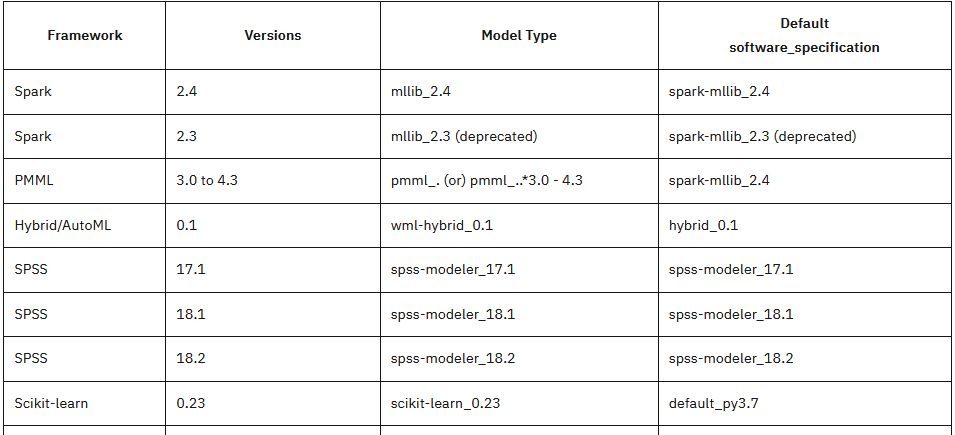 Framework Versions Model Type Default
software_specification
Spark 2.4 mllib_2.4 spark-mllib_2.4
Spark 2.3 mllib_2.3 (deprecated) spark-mllib_2.3 (deprecated)
PMML 3.0 to 4.3 pmml_. (or) pmml_..*3.0 - 4.3 spark-mllib_2.4
Hybrid/AutoML 0.1 wml-hybrid_0.1 hybrid_0.1
SPSS 17.1 spss-modeler_17.1 spss-modeler_17.1
SPSS 18.1 spss-modeler_18.1 spss-modeler_18.1
SPSS 18.2 spss-modeler_18.2 spss-modeler_18.2
Scikit-learn 0.23 scikit-learn_0.23 default_py3.7